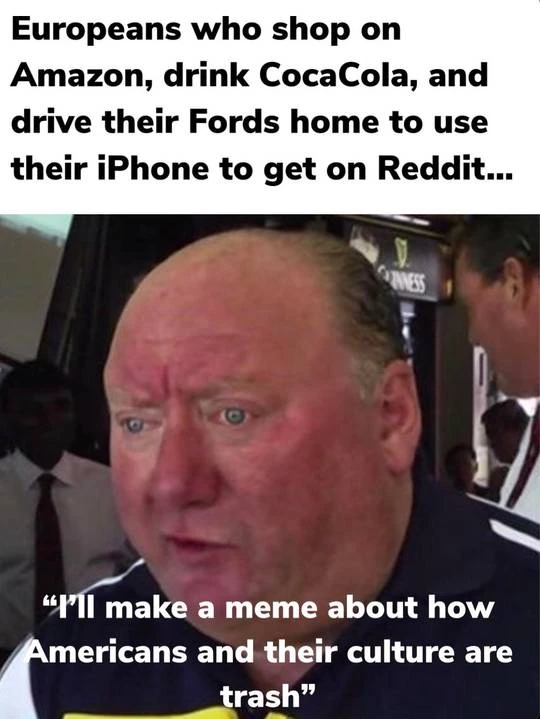 Europeans who shop on
Amazon, drink CocaCola, and
drive their Fords home to use
their iPhone to get on Reddit...
GUINNESS
“I’ll make a meme about how
Americans and their culture are
trash”